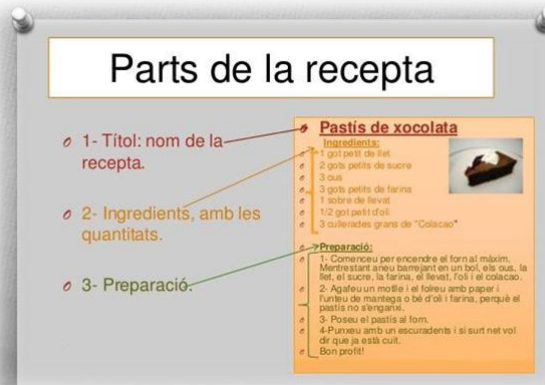 Parts de la recepta
1- Títol: nom de la
recepta.
2- Ingredients, amb les
quantitats.
3- Preparació.
Pastís de xocolata
Ingredients:
1 got petit de llet
2 gots petits de sucre
3 ous
3 gots petits de farina
1 sobre de llevat
1/2 got petit d'oli
3 cullerades grans de "Colacao"
Preparació:
1- Comenceu per encendre el forn al màxim.
Mentrestant aneu barrejant en un bol, els ous, la
llet, el sucre, la farina, el llevat, l'oli i el colacao.
2- Agafeu un motlle i el folreu amb paper i
l'unteu de mantega o bé d'oli i farina, perquè el
pastís no s'enganxi.
3- Poseu el pastís al forn.
4-Punxeu amb un escuradents i si surt net vol
dir que ja està cuit.
Bon profit!